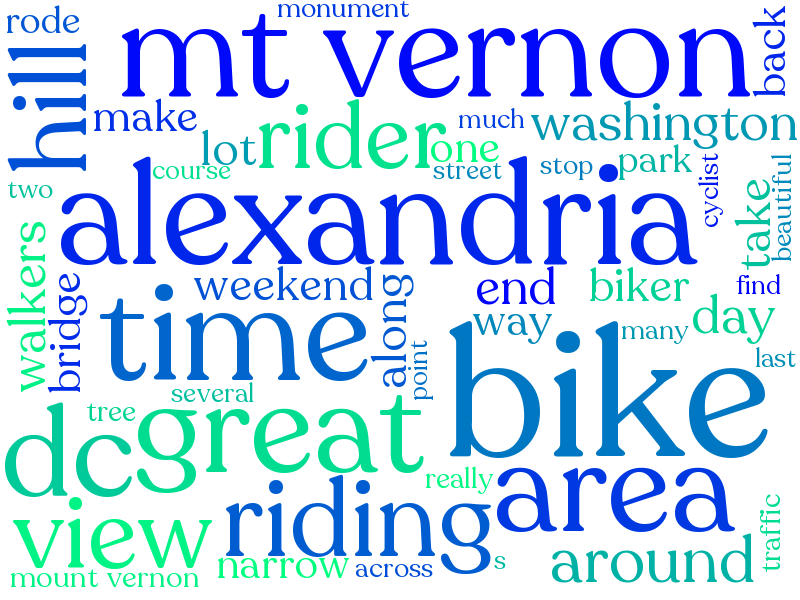 rode
monument
mt vernon
back
hill
make
lot
rider
one
much
washington
course
street
stop
park
two
alexandria
cyclist
take
beautiful
walkers
bridge
weekend
along
end
biker
find
time
way
many
day
point
bike
last
several
tree
great
dc
really
area
view
riding
traffic
narrow
across
s
around
mount vernon